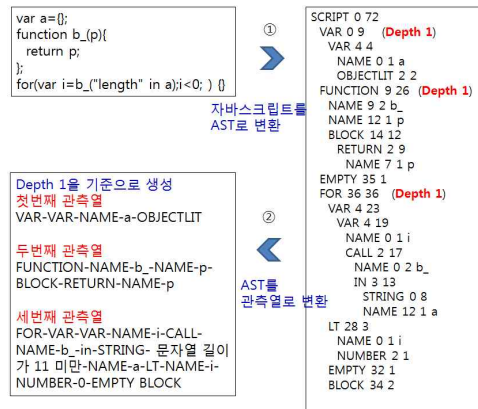 var a={};
function b_(p){
return p;
};
for(var i=b_("length" in a);i<0; ) {}
①
자바스크립트를
AST로 변환
SCRIPT 0 72
VAR 0 9 (Depth 1)
VAR 4 4
NAME 0 1 a
OBJECTLIT 2 2
FUNCTION 9 26 (Depth 1)
NAME 9 2 b_
NAME 12 1 p
BLOCK 14 12
RETURN 2 9
NAME 7 1 p
EMPTY 35 1
FOR 36 36 (Depth 1)
VAR 4 23
VAR 4 19
NAME 0 1 i
CALL 2 17
NAME 0 2 b_
IN 3 13
STRING 0 8
NAME 12 1 a
LT 28 3
NAME 0 1 i
NUMBER 2 1
EMPTY 32 1
BLOCK 34 2
②
AST를
관측열로 변환
Depth 1을 기준으로 생성
첫번째 관측열
VAR-VAR-NAME-a-OBJECTLIT
두번째 관측열
FUNCTION-NAME-b_-NAME-p-
BLOCK-RETURN-NAME-p
세번째 관측열
FOR-VAR-VAR-NAME-i-CALL-
NAME-b_-in-STRING- 문자열 길이
가 11 미만-NAME-a-LT-NAME-i-
NUMBER-0-EMPTY BLOCK